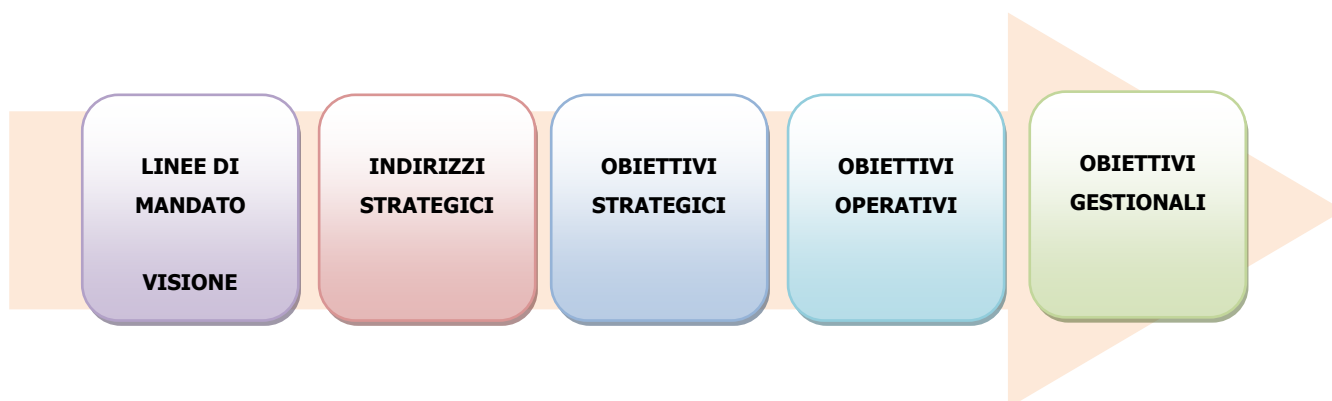 LINEE DI
MANDATO
VISIONE
INDIRIZZI
STRATEGICI
OBIETTIVI
STRATEGICI
OBIETTIVI
OPERATIVI
OBIETTIVI
GESTIONALI